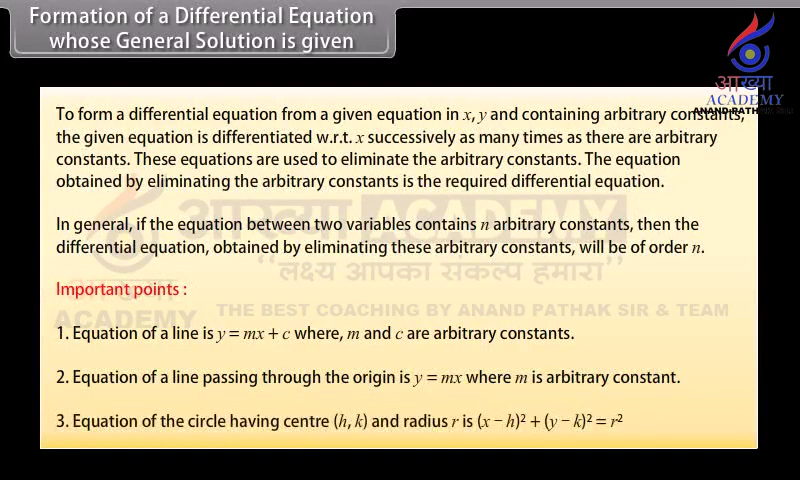 Formation of a Differential Equation
whose General Solution is given
आख्या
ACADEMY
To form a differential equation from a given equation in x, y and containing arbitrary constants,
the given equation is differentiated w.r.t. x successively as many times as there are arbitrary
constants. These equations are used to eliminate the arbitrary constants. The equation
obtained by eliminating the arbitrary constants is the required differential equation.
आख्या ACADEMY
In general, if the equation between two variables contains n arbitrary constants, then the
differential equation, obtained by eliminating these arbitrary constants, will be of order n.
“लक्ष्य आपका संकल्प हमारा”
Important points :
आख्या
ACADEMY
THE BEST COACHING BY ANAND PATHAK SIR & TEAM
1. Equation of a line is y = mx + c where, m and c are arbitrary constants.
2. Equation of a line passing through the origin is y = mx where m is arbitrary constant.
3. Equation of the circle having centre (h, k) and radius r is (x − h)² + (y − k)² = r²